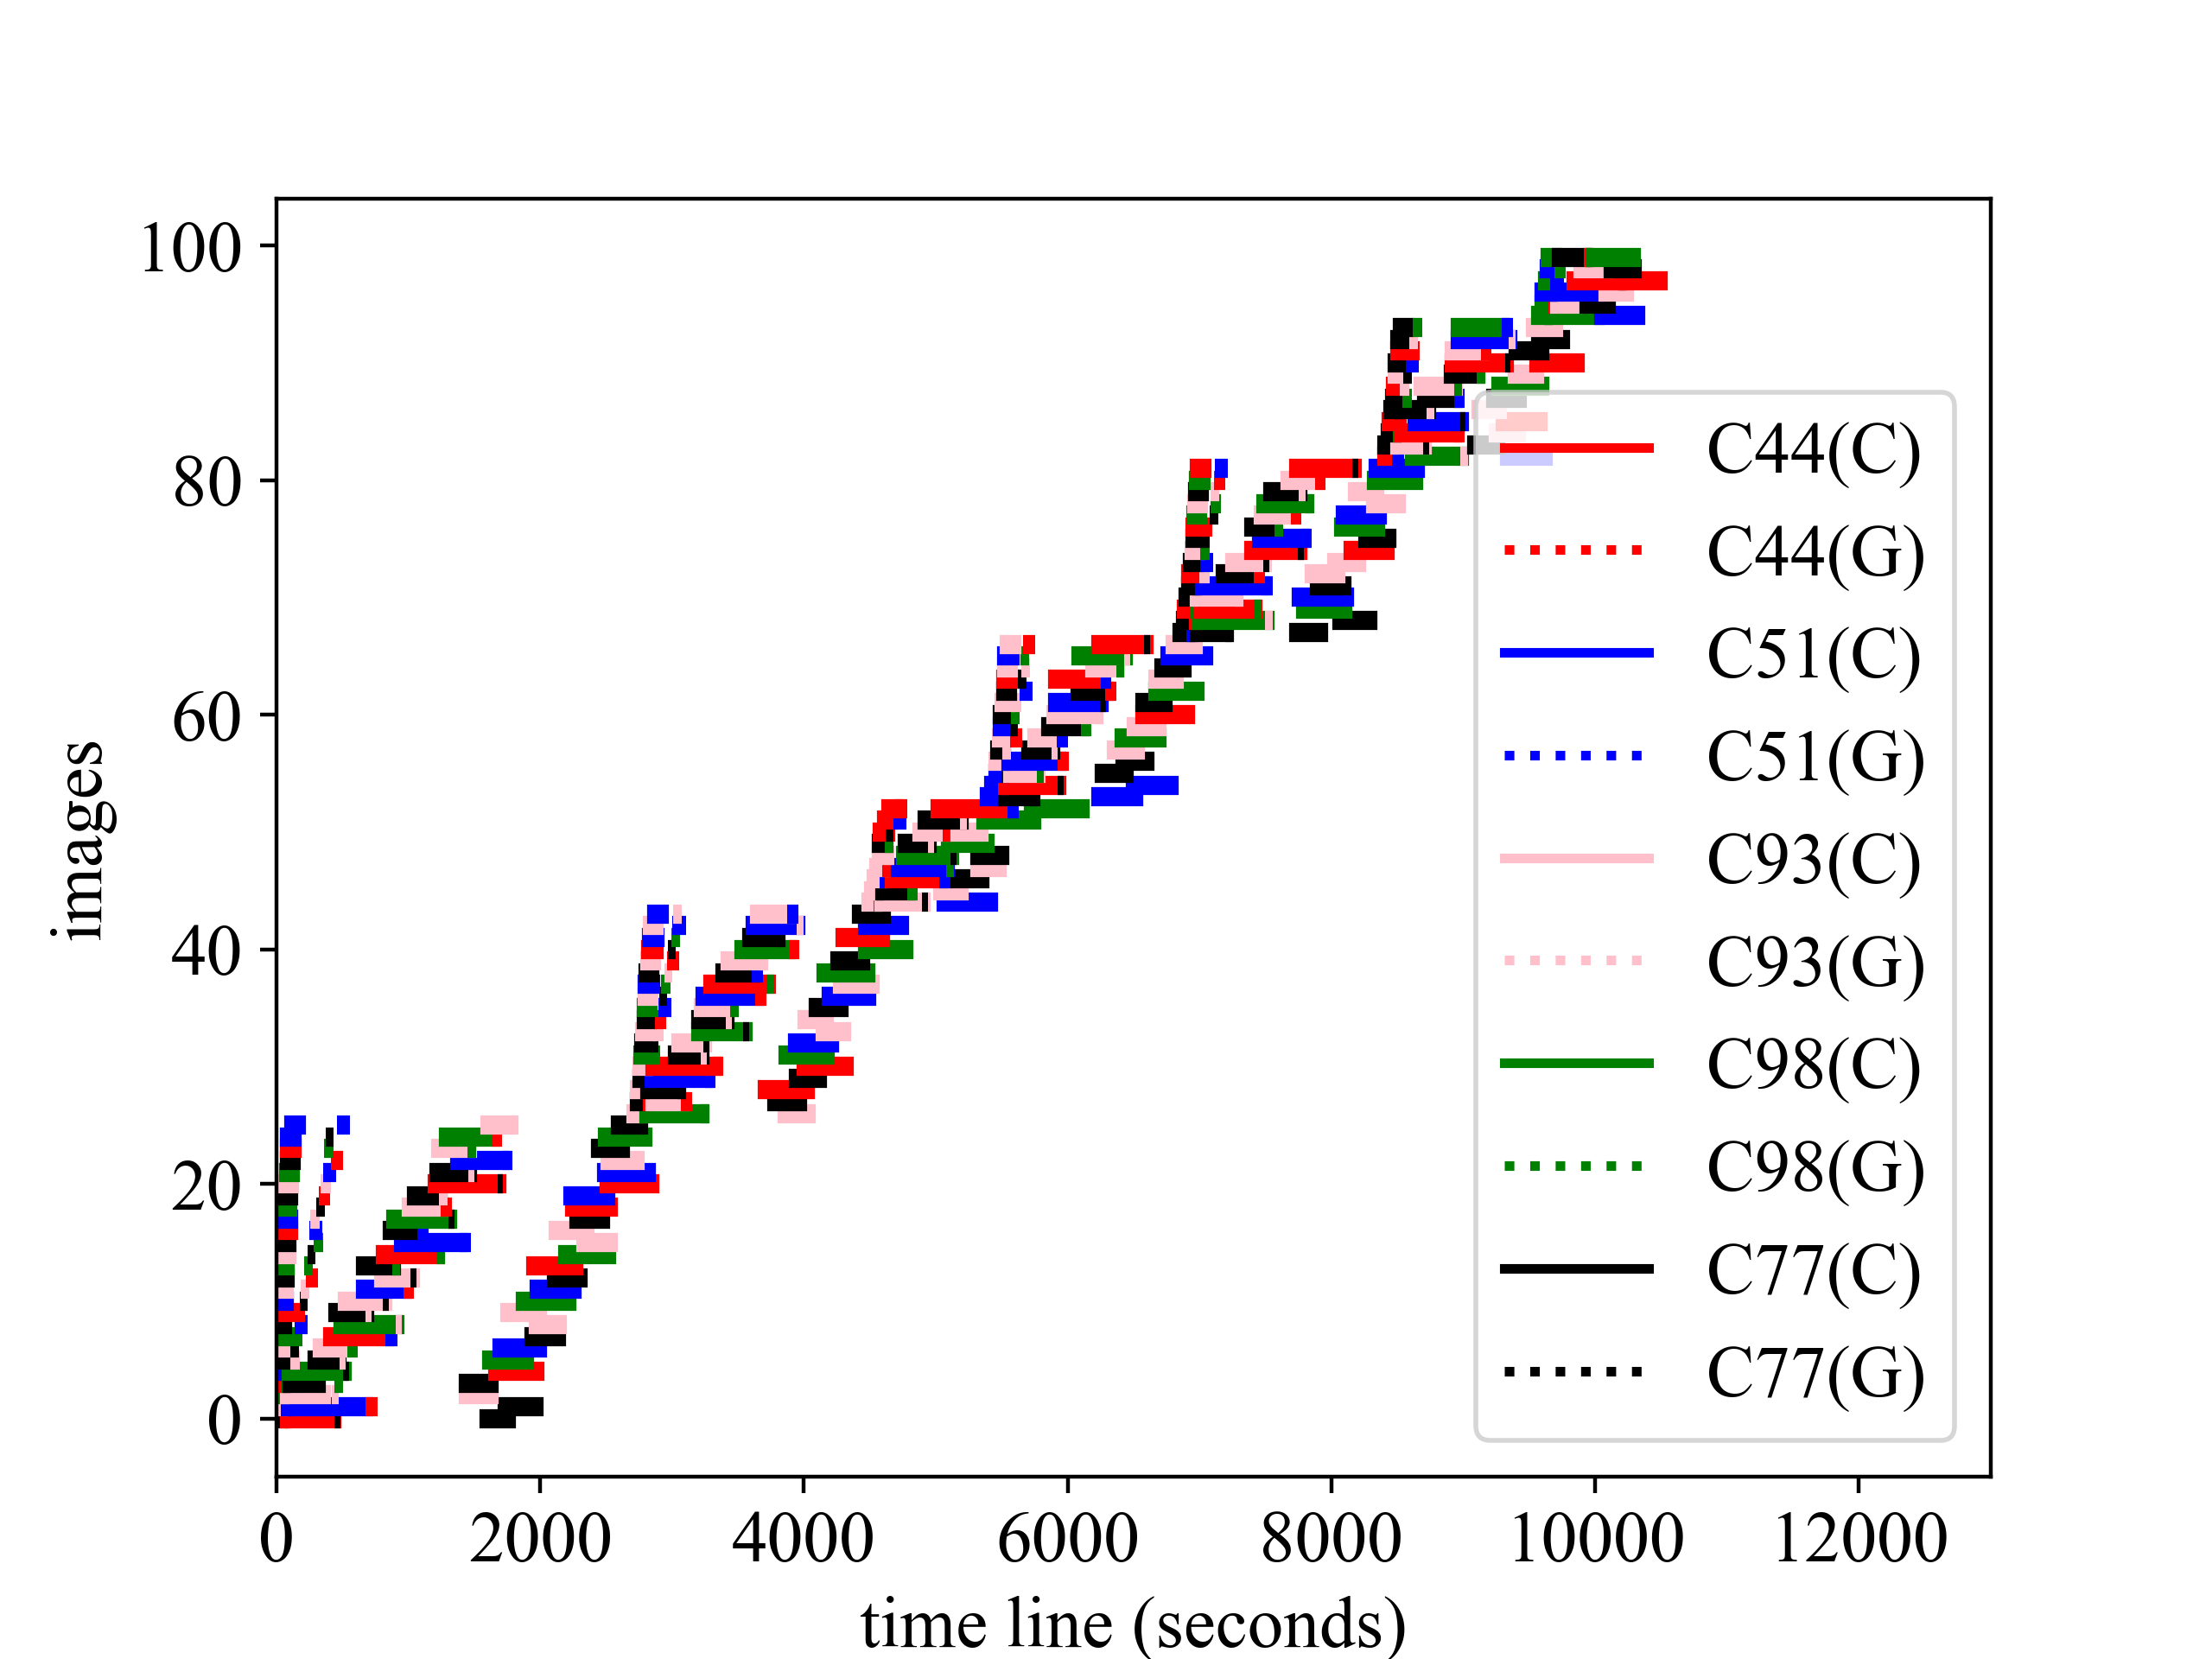 100
80
60
40
20
0
images
0 2000 4000 6000 8000 10000 12000
time line (seconds)
C44(C)
C44(G)
C51(C)
C51(G)
C93(C)
C93(G)
C98(C)
C98(G)
C77(C)
C77(G)